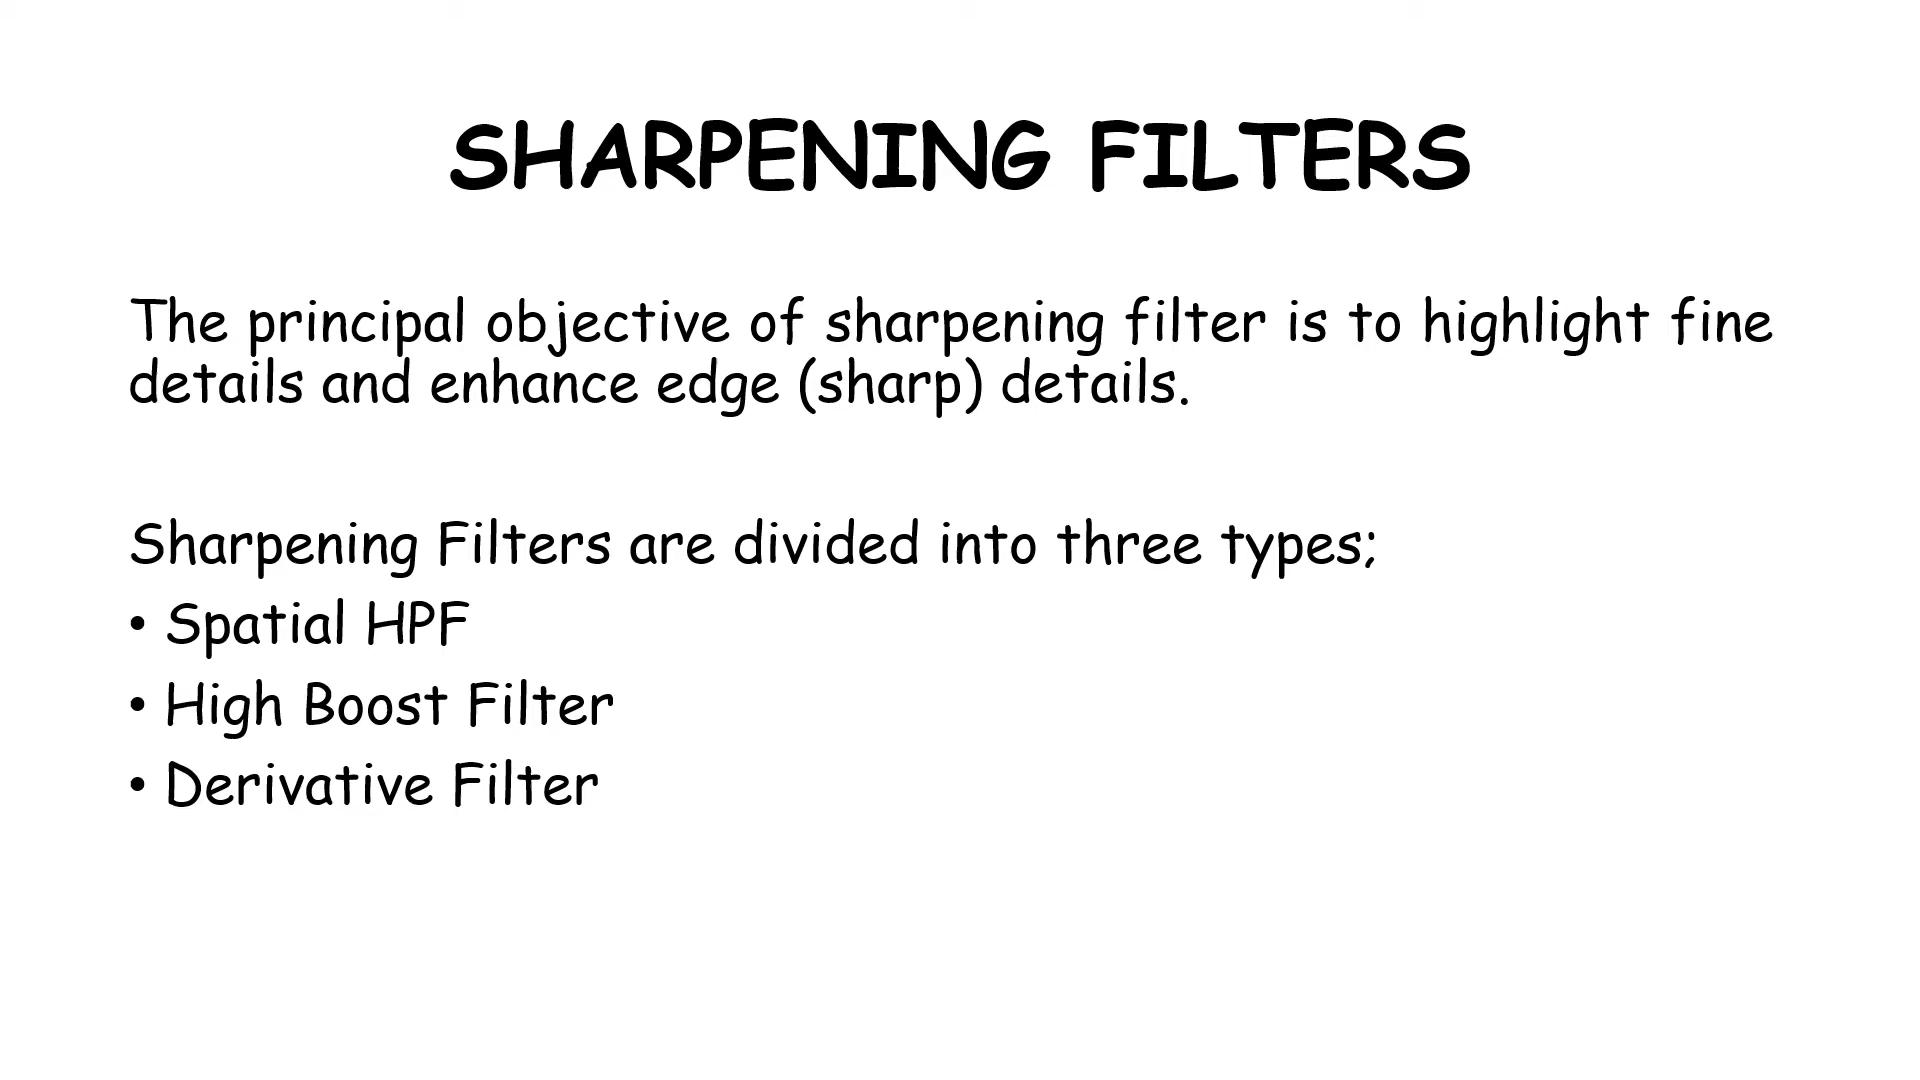 SHARPENING FILTERS
The principal objective of sharpening filter is to highlight fine
details and enhance edge (sharp) details.
Sharpening Filters are divided into three types;
• Spatial HPF
• High Boost Filter
• Derivative Filter